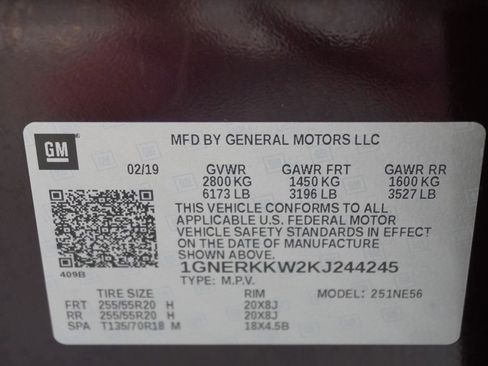 GM
MFD BY GENERAL MOTORS LLC
02/19 GVWR GAWR FRT GAWR RR
2800 KG 1450 KG 1600 KG
6173 LB 3196 LB 3527 LB
THIS VEHICLE CONFORMS TO ALL
APPLICABLE U.S. FEDERAL MOTOR
VEHICLE SAFETY STANDARDS IN EFFECT
ON THE DATE OF MANUFACTURE
SHOWN ABOVE.
409B
1GNERKKW2KJ244245
TYPE: M.P.V. MODEL: 251NE56
TIRE SIZE RIM
FRT 255/55R20 H 20X8J
RR 255/55R20 H 20X8J
SPA T135/70R18 M 18X4.5B